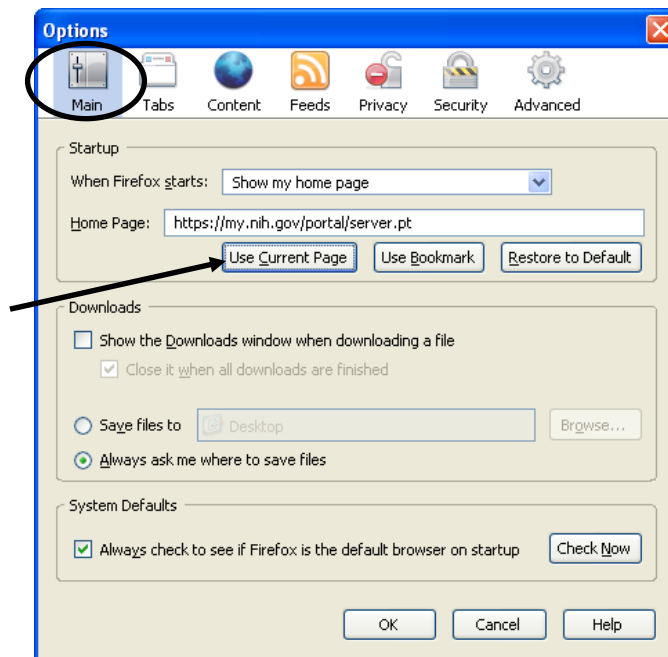 Options
Main Tabs Content Feeds Privacy Security Advanced
Startup
When Firefox starts: Show my home page
Home Page: https://my.nih.gov/portal/server.pt
Use Current Page Use Bookmark Restore to Default
Downloads
Show the Downloads window when downloading a file
Close it when all downloads are finished
Save files to Desktop Browse...
Always ask me where to save files
System Defaults
Always check to see if Firefox is the default browser on startup Check Now
OK Cancel Help